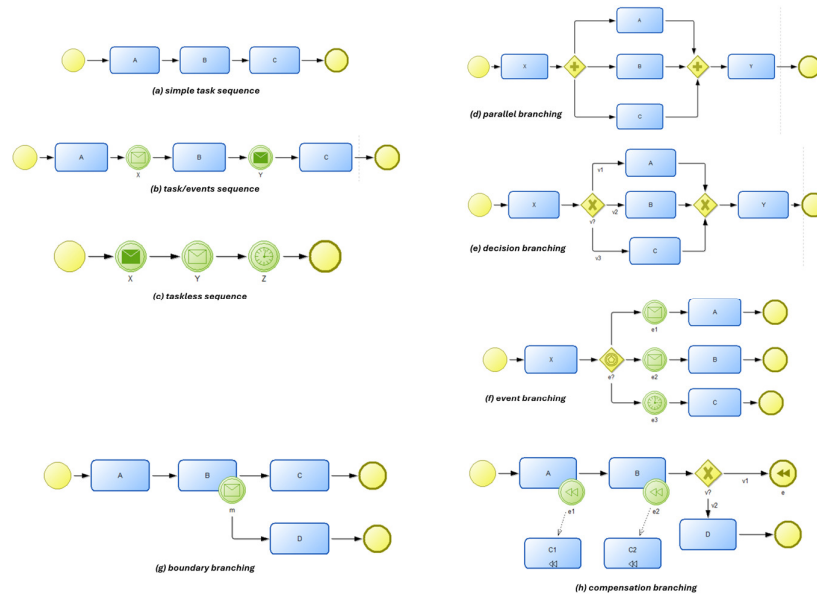 A
B
C
(a) simple task sequence
A
X
B
Y
C
(b) task/events sequence
X
Y
Z
(c) taskless sequence
X
A
B
C
Y
(d) parallel branching
X
v?
v1
v2
v3
A
B
C
Y
(e) decision branching
X
e?
e1
A
e2
B
e3
C
(f) event branching
A
B
m
C
D
(g) boundary branching
A
e1
B
e2
v?
v1
e
v2
D
C1
C2
(h) compensation branching